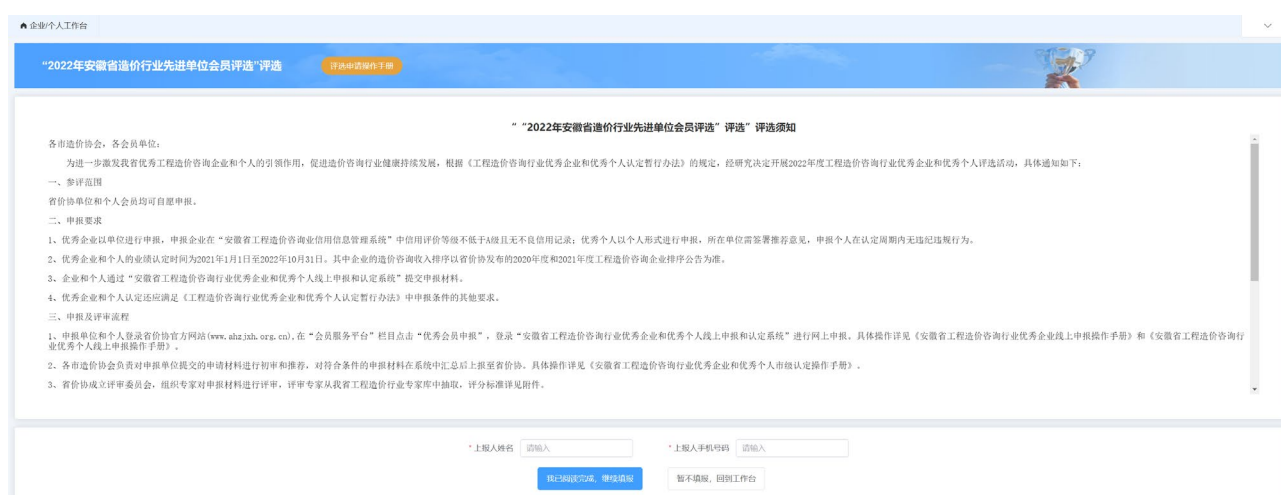 企业/个人工作台
“2022年安徽省造价行业先进单位会员评选”评选
评选申请操作手册
“ “2022年安徽省造价行业先进单位会员评选”评选”评选须知
各市造价协会，各会员单位：
为进一步激发我省优秀工程造价咨询企业和个人的引领作用，促进造价咨询行业健康持续发展，根据《工程造价咨询行业优秀企业和优秀个人认定暂行办法》的规定，经研究决定开展2022年度工程造价咨询行业优秀企业和优秀个人评选活动，具体通知如下：
一、参评范围
省价协单位和个人会员均可自愿申报。
二、申报要求
1、优秀企业以单位进行申报，申报企业在“安徽省工程造价咨询业信用信息管理系统”中信用评价等级不低于A级且无不良信用记录；优秀个人以个人形式进行申报，所在单位需签署推荐意见，申报个人在认定周期内无违纪违规行为。
2、优秀企业和个人的业绩认定时间为2021年1月1日至2022年10月31日。其中企业的造价咨询收入排序以省价协发布的2020年度和2021年度工程造价咨询企业排序公告为准。
3、企业和个人通过“安徽省工程造价咨询行业优秀企业和优秀个人线上申报和认定系统”提交申报材料。
4、优秀企业和个人认定还应满足《工程造价咨询行业优秀企业和优秀个人认定暂行办法》中申报条件的其他要求。
三、申报及评审流程
1、申报单位和个人登录省价协官方网站(www.ahzjxh.org.cn),在“会员服务平台”栏目点击“优秀会员申报”，登录“安徽省工程造价咨询行业优秀企业和优秀个人线上申报和认定系统”进行网上申报、具体操作详见《安徽省工程造价咨询行业优秀企业线上申报操作手册》和《安徽省工程造价咨询行
业优秀个人线上申报操作手册》、
2、各市造价协会负责对申报单位提交的申请材料进行初审和推荐，对符合条件的申报材料在系统中汇总后上报至省价协。具体操作详见《安徽省工程造价咨询行业优秀企业和优秀个人市级认定操作手册》。
3、省价协成立评审委员会，组织专家对申报材料进行评审，评审专家从我省工程造价行业专家库中抽取，评分标准详见附件。
*上报人姓名 请输入 *上报人手机号码 请输入
我已阅读完成，继续填报 暂不填报，回到工作台